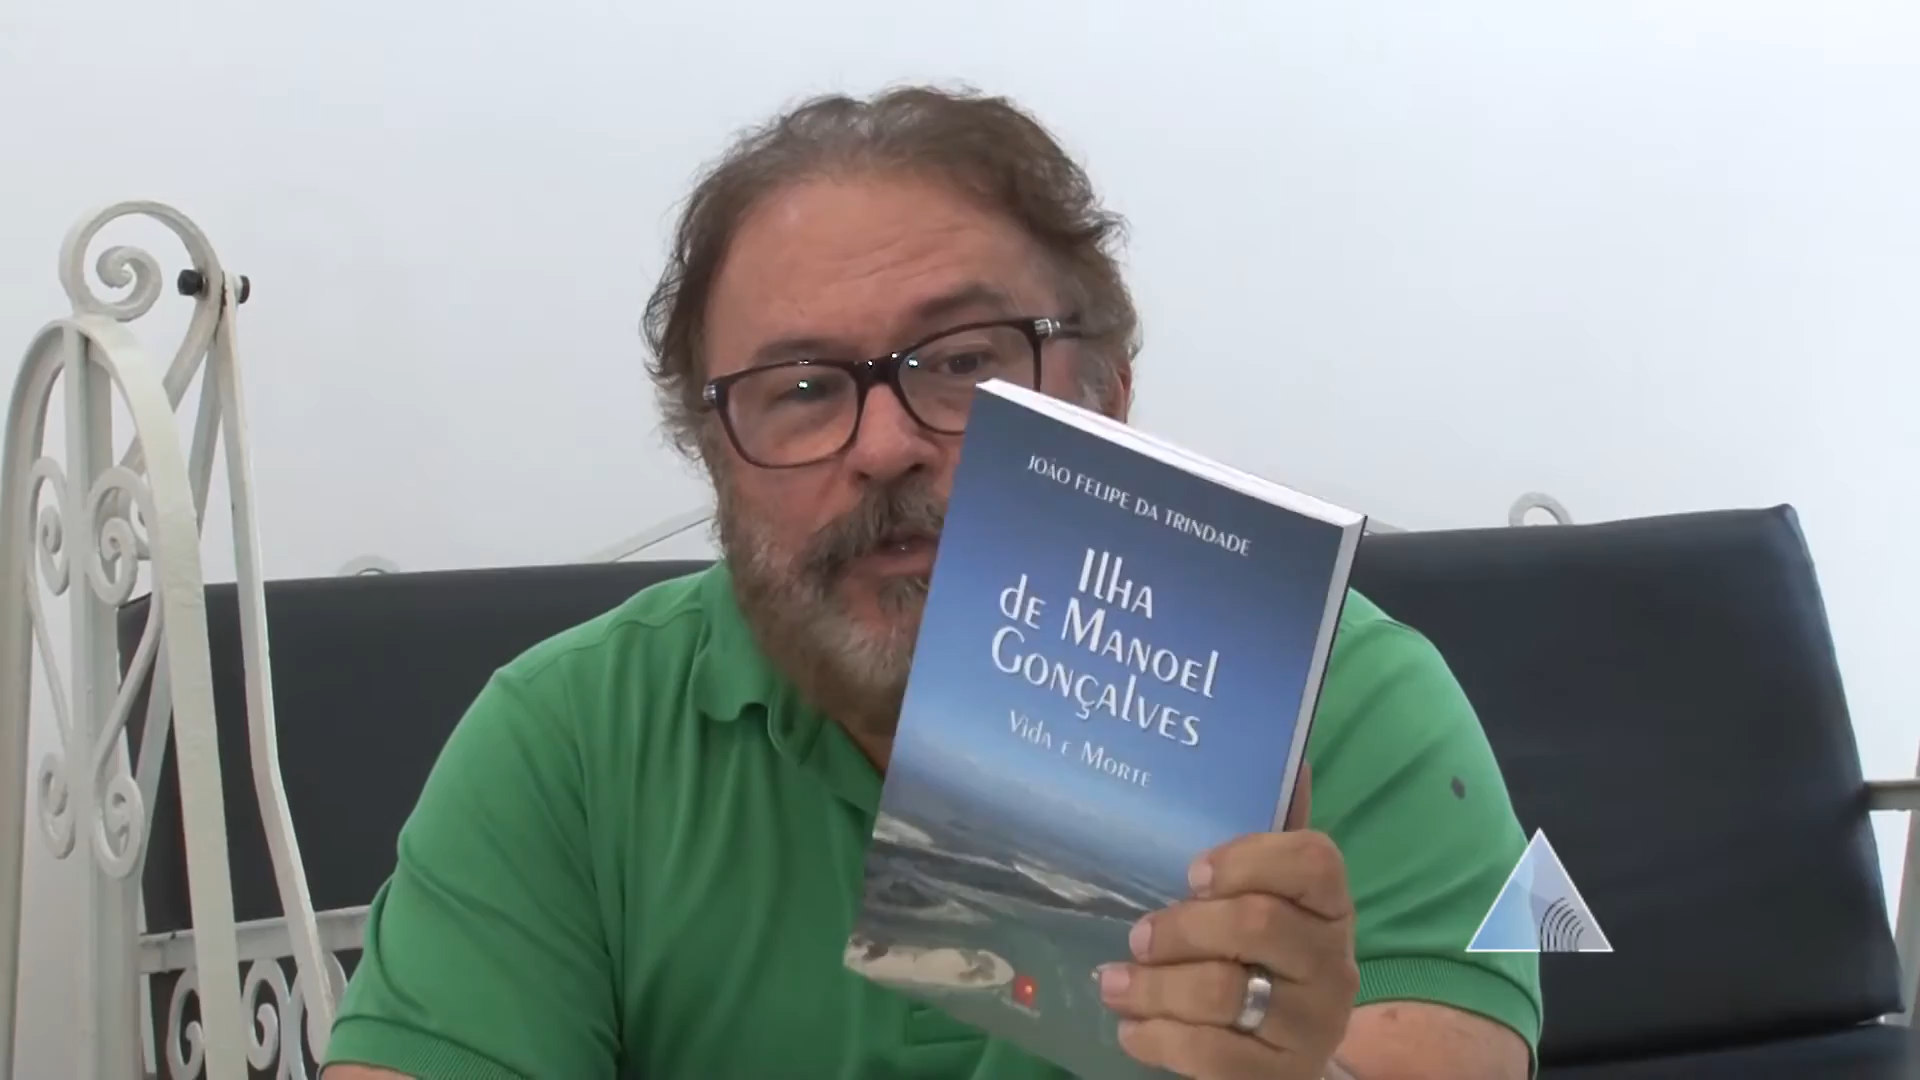 JOÃO FELIPE DA TRINDADE
Ilha
de Manoel
Gonçalves
Vida e Morte